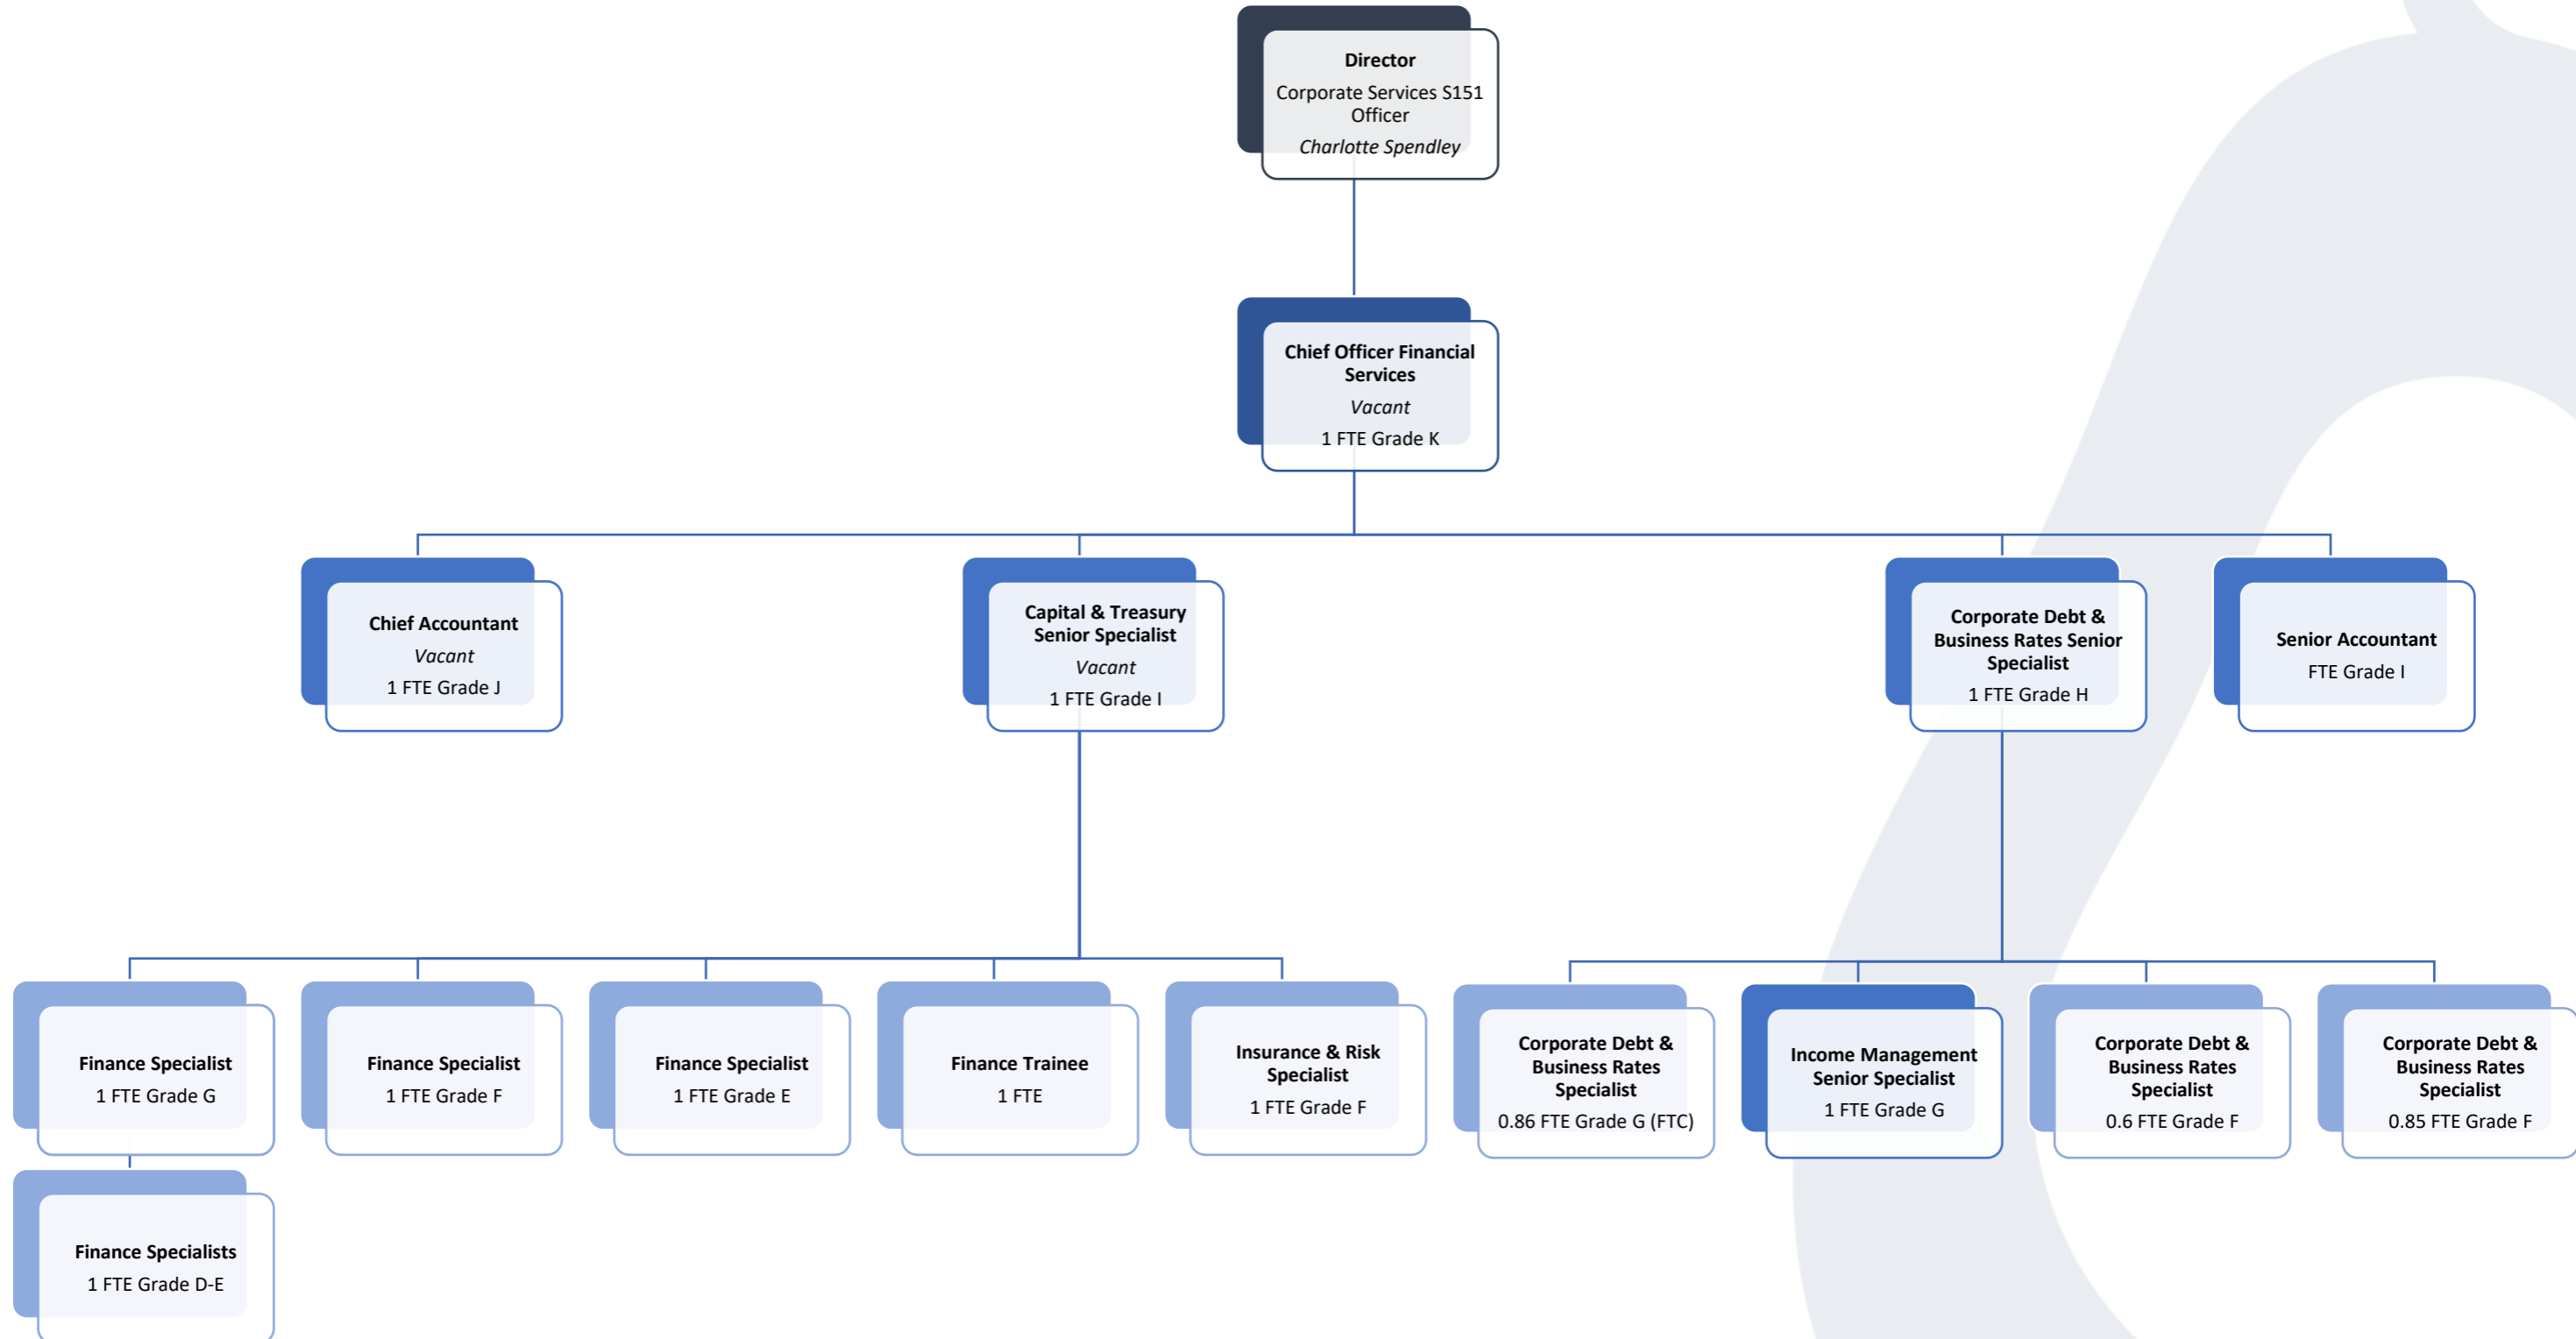 Director
Corporate Services S151
Officer
Charlotte Spendley
Chief Officer Financial
Services
Vacant
1 FTE Grade K
Chief Accountant
Vacant
1 FTE Grade J
Capital & Treasury
Senior Specialist
Vacant
1 FTE Grade I
Corporate Debt &
Business Rates Senior
Specialist
1 FTE Grade H
Senior Accountant
FTE Grade I
Finance Specialist
1 FTE Grade G
Finance Specialist
1 FTE Grade F
Finance Specialist
1 FTE Grade E
Finance Trainee
1 FTE
Insurance & Risk
Specialist
1 FTE Grade F
Corporate Debt &
Business Rates
Specialist
0.86 FTE Grade G (FTC)
Income Management
Senior Specialist
1 FTE Grade G
Corporate Debt &
Business Rates
Specialist
0.6 FTE Grade F
Corporate Debt &
Business Rates
Specialist
0.85 FTE Grade F
Finance Specialists
1 FTE Grade D-E